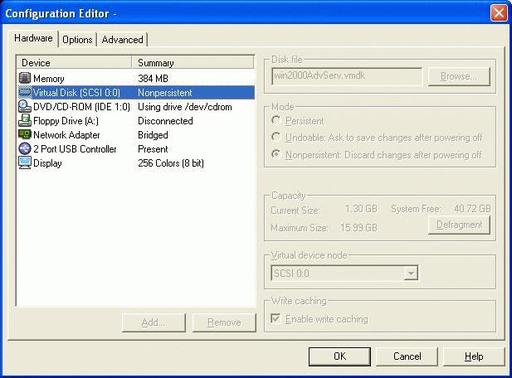 Configuration Editor -
Hardware Options Advanced
Device Summary
Memory 384 MB
Virtual Disk (SCSI 0:0) Nonpersistent
DVD/CD-ROM (IDE 1:0) Using drive /dev/cdrom
Floppy Drive (A:) Disconnected
Network Adapter Bridged
2 Port USB Controller Present
Display 256 Colors (8 bit)
Add... Remove
Disk file
win2000AdvServ.vmdk Browse...
Mode
Persistent
Undoable: Ask to save changes after powering off
Nonpersistent: Discard changes after powering off
Capacity
Current Size: 1.30 GB System Free: 40.72 GB
Maximum Size: 15.99 GB Defragment
Virtual device node
SCSI 0:0
Write caching
Enable write caching
OK Cancel Help